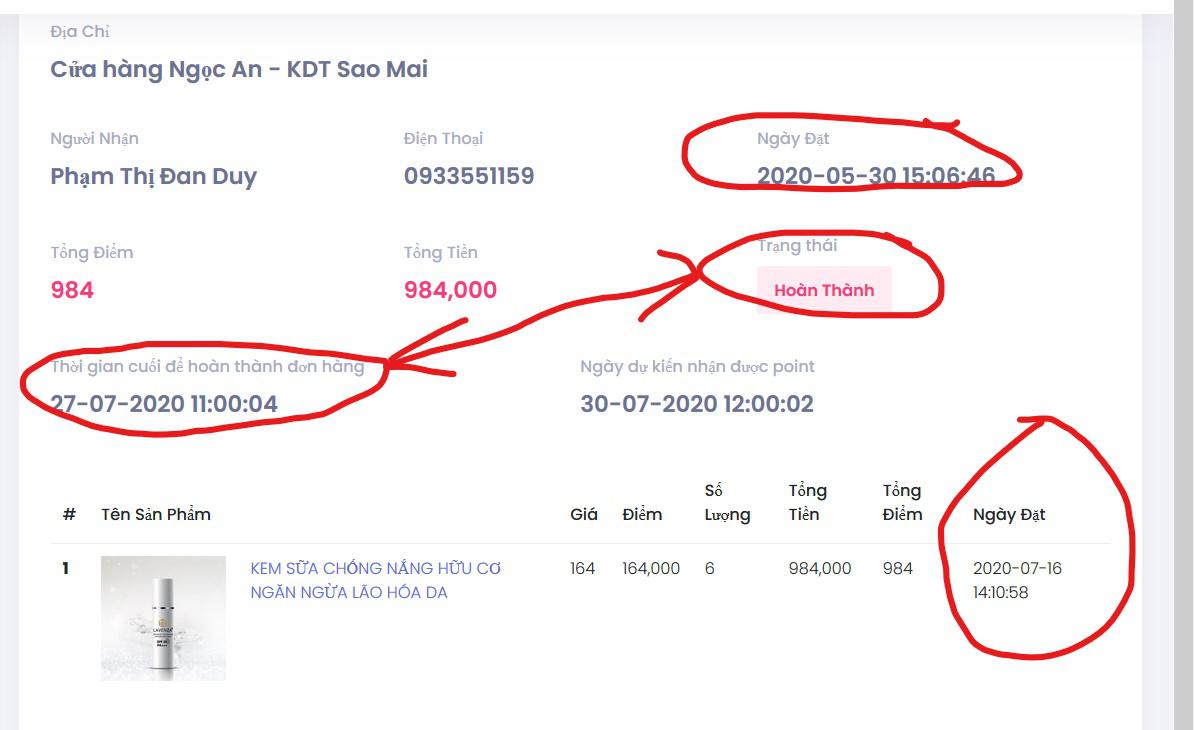 Địa Chỉ
Cửa hàng Ngọc An - KDT Sao Mai
Người Nhận
Điện Thoại
Ngày Đặt
Phạm Thị Đan Duy
0933551159
2020-05-30 15:06:46
Tổng Điểm
Tổng Tiền
Trạng thái
984
984,000
Hoàn Thành
Thời gian cuối để hoàn thành đơn hàng
Ngày dự kiến nhận được point
27-07-2020 11:00:04
30-07-2020 12:00:02
# Tên Sản Phẩm Giá Điểm Số Lượng Tổng Tiền Tổng Điểm Ngày Đặt
1 KEM SỮA CHỐNG NẮNG HỮU CƠ 164 164,000 6 984,000 984 2020-07-16
NGĂN NGỪA LÃO HÓA DA 14:10:58
LAVENZA